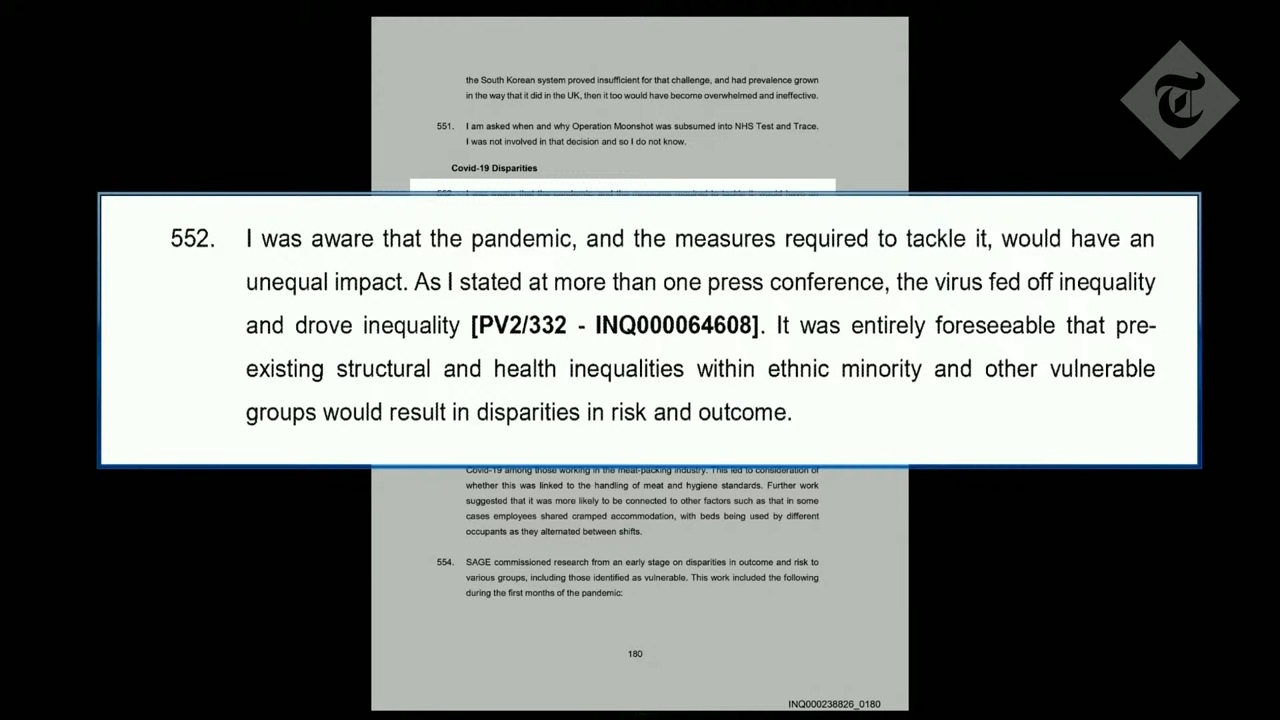 the South Korean system proved insufficient for that challenge, and had prevalence grown
in the way that it did in the UK, then it too would have become overwhelmed and ineffective.
551. I am asked when and why Operation Moonshot was subsumed into NHS Test and Trace.
I was not involved in that decision and so I do not know.
Covid-19 Disparities
552. I was aware that the pandemic, and the measures required to tackle it, would have an
unequal impact. As I stated at more than one press conference, the virus fed off inequality
and drove inequality [PV2/332 - INQ000064608]. It was entirely foreseeable that pre-
existing structural and health inequalities within ethnic minority and other vulnerable
groups would result in disparities in risk and outcome.
Covid-19 among those working in the meat-packing industry. This led to consideration of
whether this was linked to the handling of meat and hygiene standards. Further work
suggested that it was more likely to be connected to other factors such as that in some
cases employees shared cramped accommodation, with beds being used by different
occupants as they alternated between shifts.
554. SAGE commissioned research from an early stage on disparities in outcome and risk to
various groups, including those identified as vulnerable. This work included the following
during the first months of the pandemic:
180
INQ000238826_0180
T